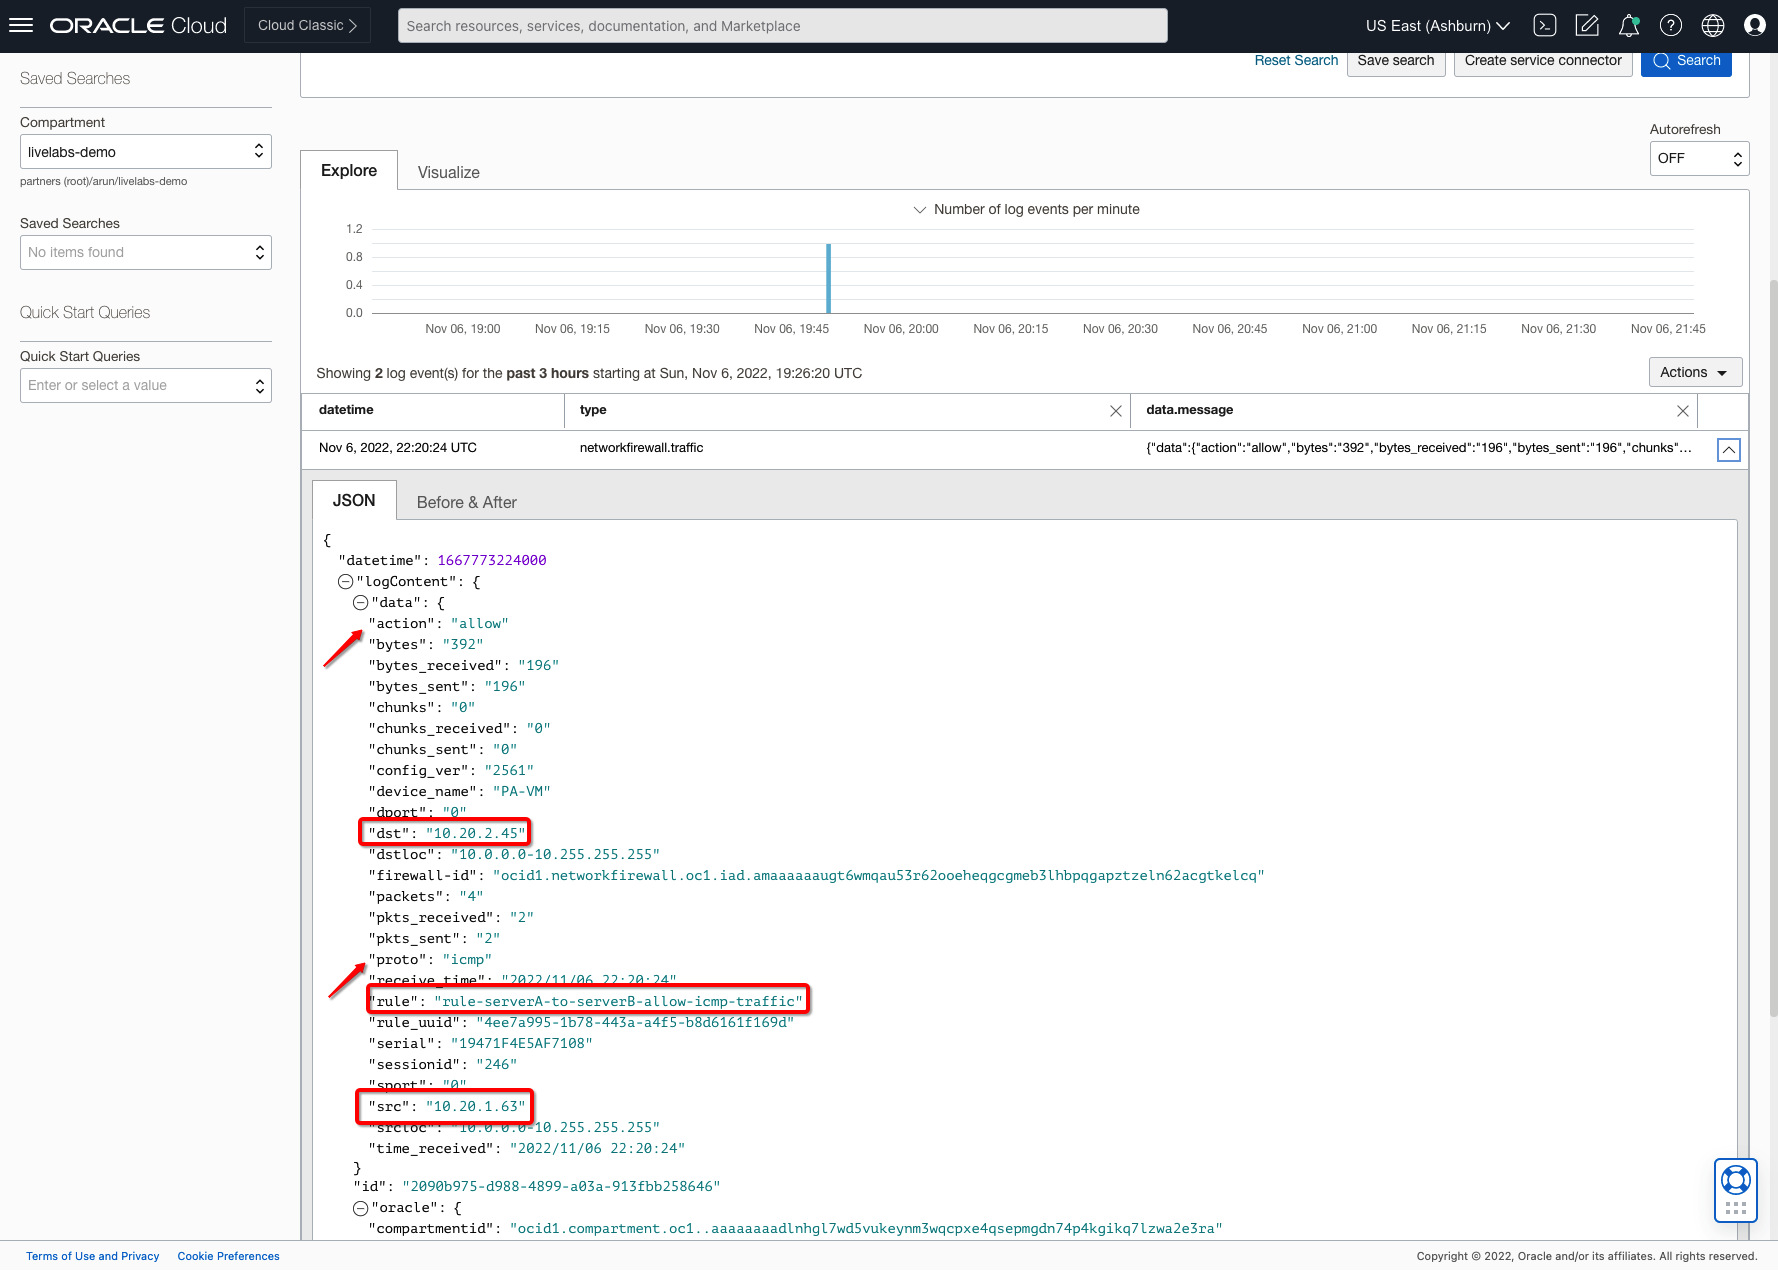 ORACLE Cloud
Cloud Classic
Search resources, services, documentation, and Marketplace
US East (Ashburn)
Saved Searches
Reset Search
Save search
Create service connector
Search
Compartment
livelabs-demo
partners (root)/arun/livelabs-demo
Autorefresh
OFF
Saved Searches
No items found
Quick Start Queries
Quick Start Queries
Enter or select a value
Explore
Visualize
Number of log events per minute
1.2
0.8
0.4
0.0
Nov 06, 19:00
Nov 06, 19:15
Nov 06, 19:30
Nov 06, 19:45
Nov 06, 20:00
Nov 06, 20:15
Nov 06, 20:30
Nov 06, 20:45
Nov 06, 21:00
Nov 06, 21:15
Nov 06, 21:30
Nov 06, 21:45
Showing 2 log event(s) for the past 3 hours starting at Sun, Nov 6, 2022, 19:26:20 UTC
Actions
datetime
type
data.message
Nov 6, 2022, 22:20:24 UTC
networkfirewall.traffic
{"data":{"action":"allow","bytes":"392","bytes_received":"196","bytes_sent":"196","chunks"...
JSON
Before & After
{
"datetime": 1667773224000
"logContent": {
"data": {
"action": "allow"
"bytes": "392"
"bytes_received": "196"
"bytes_sent": "196"
"chunks": "0"
"chunks_received": "0"
"chunks_sent": "0"
"config_ver": "2561"
"device_name": "PA-VM"
"dport": "0"
"dst": "10.20.2.45"
"dstloc": "10.0.0.0-10.255.255.255"
"firewall-id": "ocid1.networkfirewall.oc1.iad.amaaaaaaugt6wmqau53r62ooeheqgcgmeb3lhbpqgapztzeln62acgtkelcq"
"packets": "4"
"pkts_received": "2"
"pkts_sent": "2"
"proto": "icmp"
"receive_time": "2022/11/06 22:20:24"
"rule": "rule-serverA-to-serverB-allow-icmp-traffic"
"rule_uuid": "4ee7a995-1b78-443a-a4f5-b8d6161f169d"
"serial": "19471F4E5AF7108"
"sessionid": "246"
"sport": "0"
"src": "10.20.1.63"
"srcloc": "10.0.0.0-10.255.255.255"
"time_received": "2022/11/06 22:20:24"
}
"id": "2090b975-d988-4899-a03a-913fbb258646"
"oracle": {
"compartmentid": "ocid1.compartment.oc1..aaaaaaaadlnhgl7wd5vukeynm3wqcpxe4qsepmgdn74p4kgikq7lzwa2e3ra"
Terms of Use and Privacy
Cookie Preferences
Copyright © 2022, Oracle and/or its affiliates. All rights reserved.